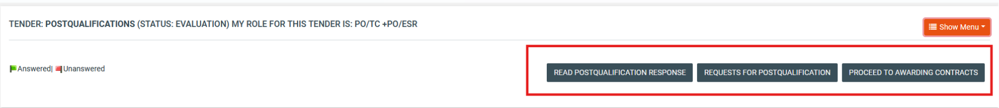 TENDER: POSTQUALIFICATIONS (STATUS: EVALUATION) MY ROLE FOR THIS TENDER IS: PO/TC +PO/ESR
Show Menu
Answered| Unanswered
READ POSTQUALIFICATION RESPONSE
REQUESTS FOR POSTQUALIFICATION
PROCEED TO AWARDING CONTRACTS